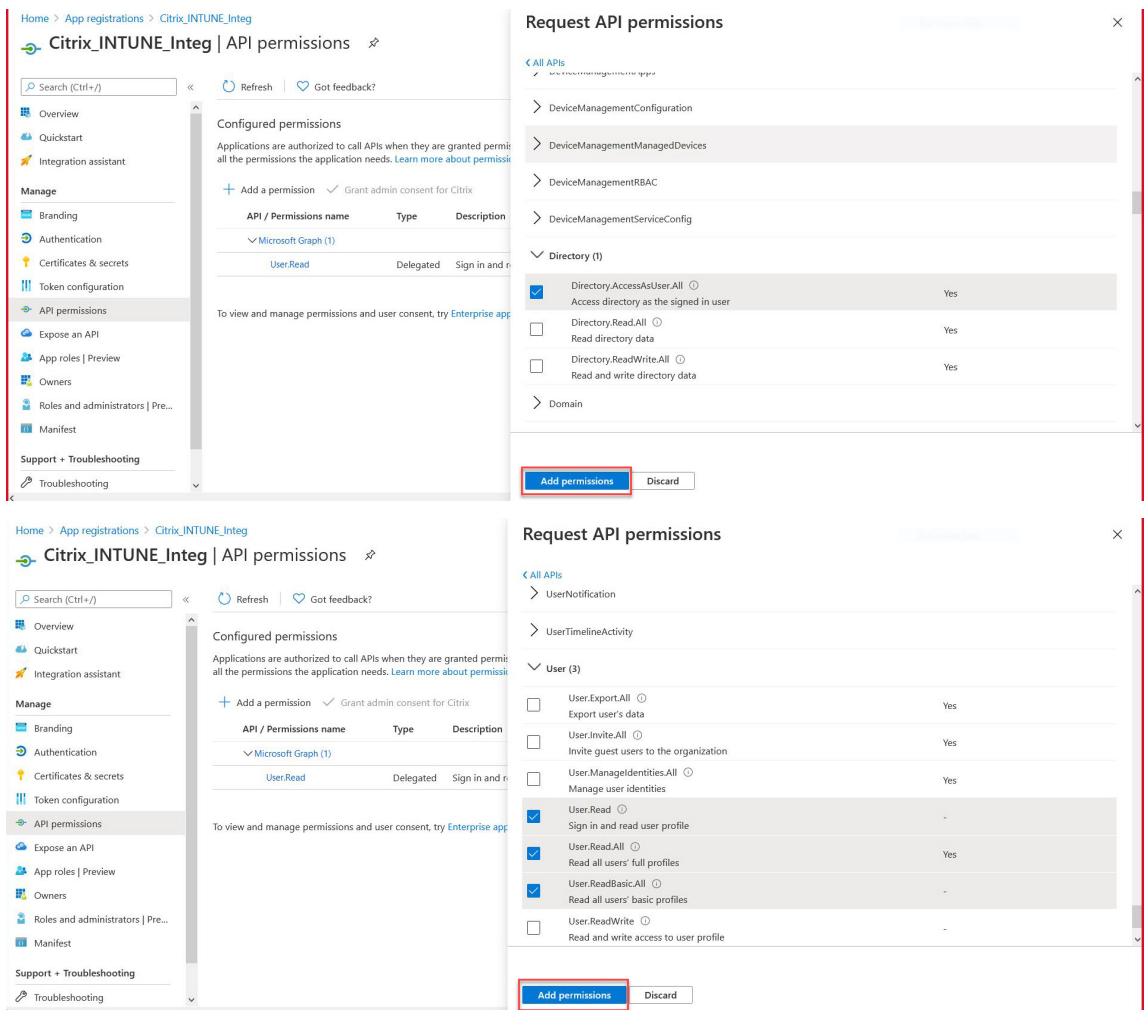 Home > App registrations > Citrix_INTUNE_Integ
Citrix_INTUNE_Integ | API permissions
Search (Ctrl+/)
«
Overview
Quickstart
Integration assistant
Manage
Branding
Authentication
Certificates & secrets
Token configuration
API permissions
Expose an API
App roles | Preview
Owners
Roles and administrators | Pre...
Manifest
Support + Troubleshooting
Troubleshooting
Refresh
Got feedback?
Configured permissions
Applications are authorized to call APIs when they are granted permis
all the permissions the application needs. Learn more about permissi
Add a permission Grant admin consent for Citrix
API / Permissions name Type Description
Microsoft Graph (1)
User.Read Delegated Sign in and r
To view and manage permissions and user consent, try Enterprise app
Request API permissions
All APIs
DeviceManagementApps
DeviceManagementConfiguration
DeviceManagementManagedDevices
DeviceManagementRBAC
DeviceManagementServiceConfig
Directory (1)
Directory.AccessAsUser.All Yes
Access directory as the signed in user
Directory.Read.All Yes
Read directory data
Directory.ReadWrite.All Yes
Read and write directory data
Domain
Add permissions Discard
Home > App registrations > Citrix_INTUNE_Integ
Citrix_INTUNE_Integ | API permissions
Search (Ctrl+/)
«
Overview
Quickstart
Integration assistant
Manage
Branding
Authentication
Certificates & secrets
Token configuration
API permissions
Expose an API
App roles | Preview
Owners
Roles and administrators | Pre...
Manifest
Support + Troubleshooting
Troubleshooting
Refresh
Got feedback?
Configured permissions
Applications are authorized to call APIs when they are granted permis
all the permissions the application needs. Learn more about permissi
Add a permission Grant admin consent for Citrix
API / Permissions name Type Description
Microsoft Graph (1)
User.Read Delegated Sign in and r
To view and manage permissions and user consent, try Enterprise app
Request API permissions
All APIs
UserNotification
UserTimelineActivity
User (3)
User.Export.All Yes
Export user's data
User.Invite.All Yes
Invite guest users to the organization
User.ManageIdentities.All Yes
Manage user identities
User.Read -
Sign in and read user profile
User.Read.All Yes
Read all users' full profiles
User.ReadBasic.All -
Read all users' basic profiles
User.ReadWrite -
Read and write access to user profile
Add permissions Discard